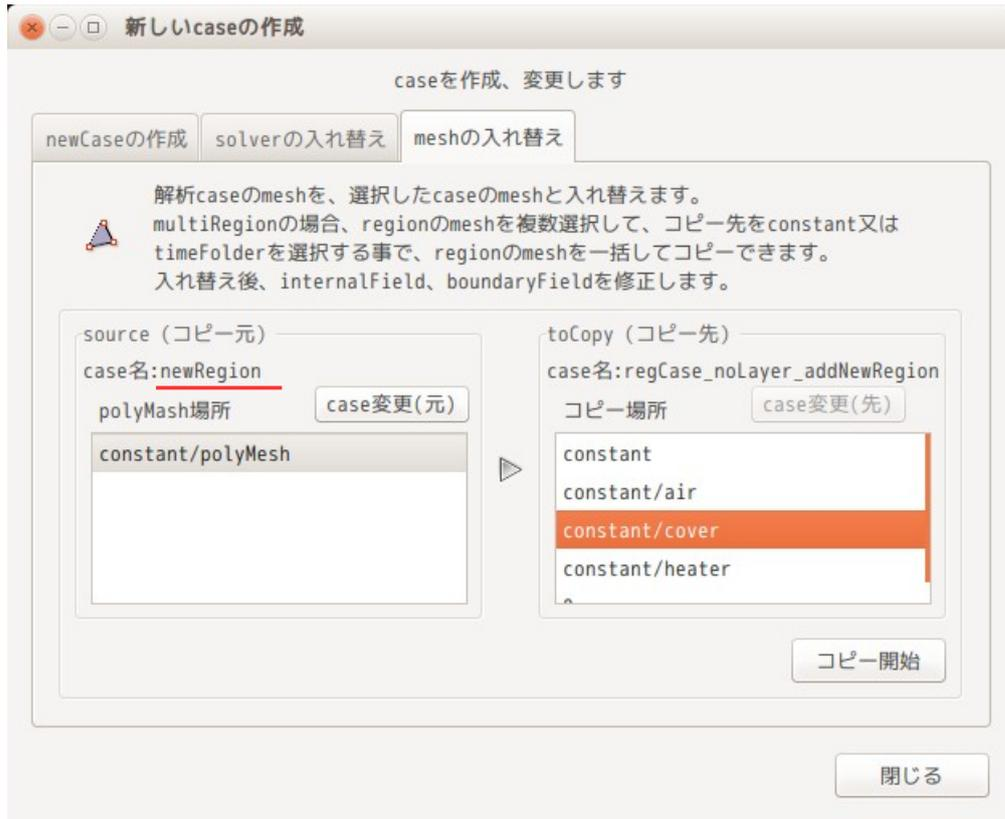 新しいcaseの作成
caseを作成、変更します
newCaseの作成
solverの入れ替え
meshの入れ替え
解析caseのmeshを、選択したcaseのmeshと入れ替えます。
multiRegionの場合、regionのmeshを複数選択して、コピー先をconstant又は
timeFolderを選択する事で、regionのmeshを一括してコピーできます。
入れ替え後、internalField、boundaryFieldを修正します。
source（コピー元）
case名:newRegion
polyMash場所
case変更(元)
constant/polyMesh
toCopy（コピー先）
case名:regCase_noLayer_addNewRegion
コピー場所
case変更(先)
constant
constant/air
constant/cover
constant/heater
コピー開始
閉じる